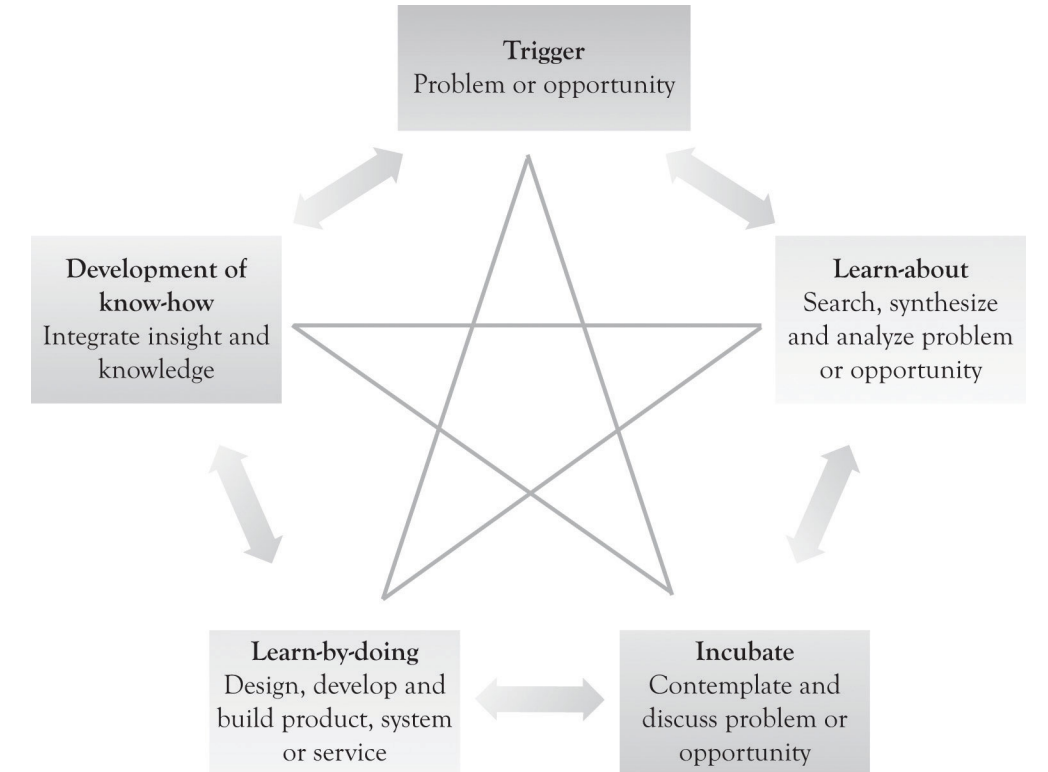 Trigger
Problem or opportunity
Learn-about
Search, synthesize
and analyze problem
or opportunity
Incubate
Contemplate and
discuss problem or
opportunity
Learn-by-doing
Design, develop and
build product, system
or service
Development of
know-how
Integrate insight and
knowledge